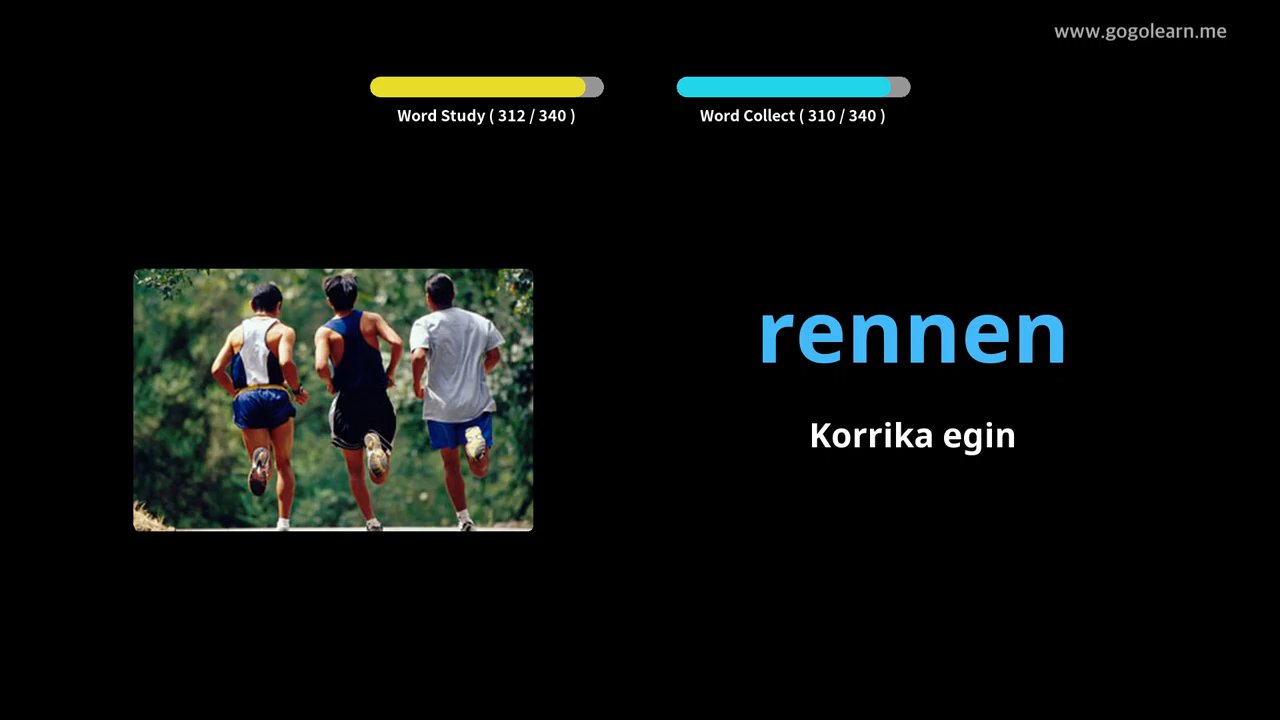 www.gogolearn.me
Word Study ( 312 / 340 )
Word Collect ( 310 / 340 )
rennen
Korrika egin